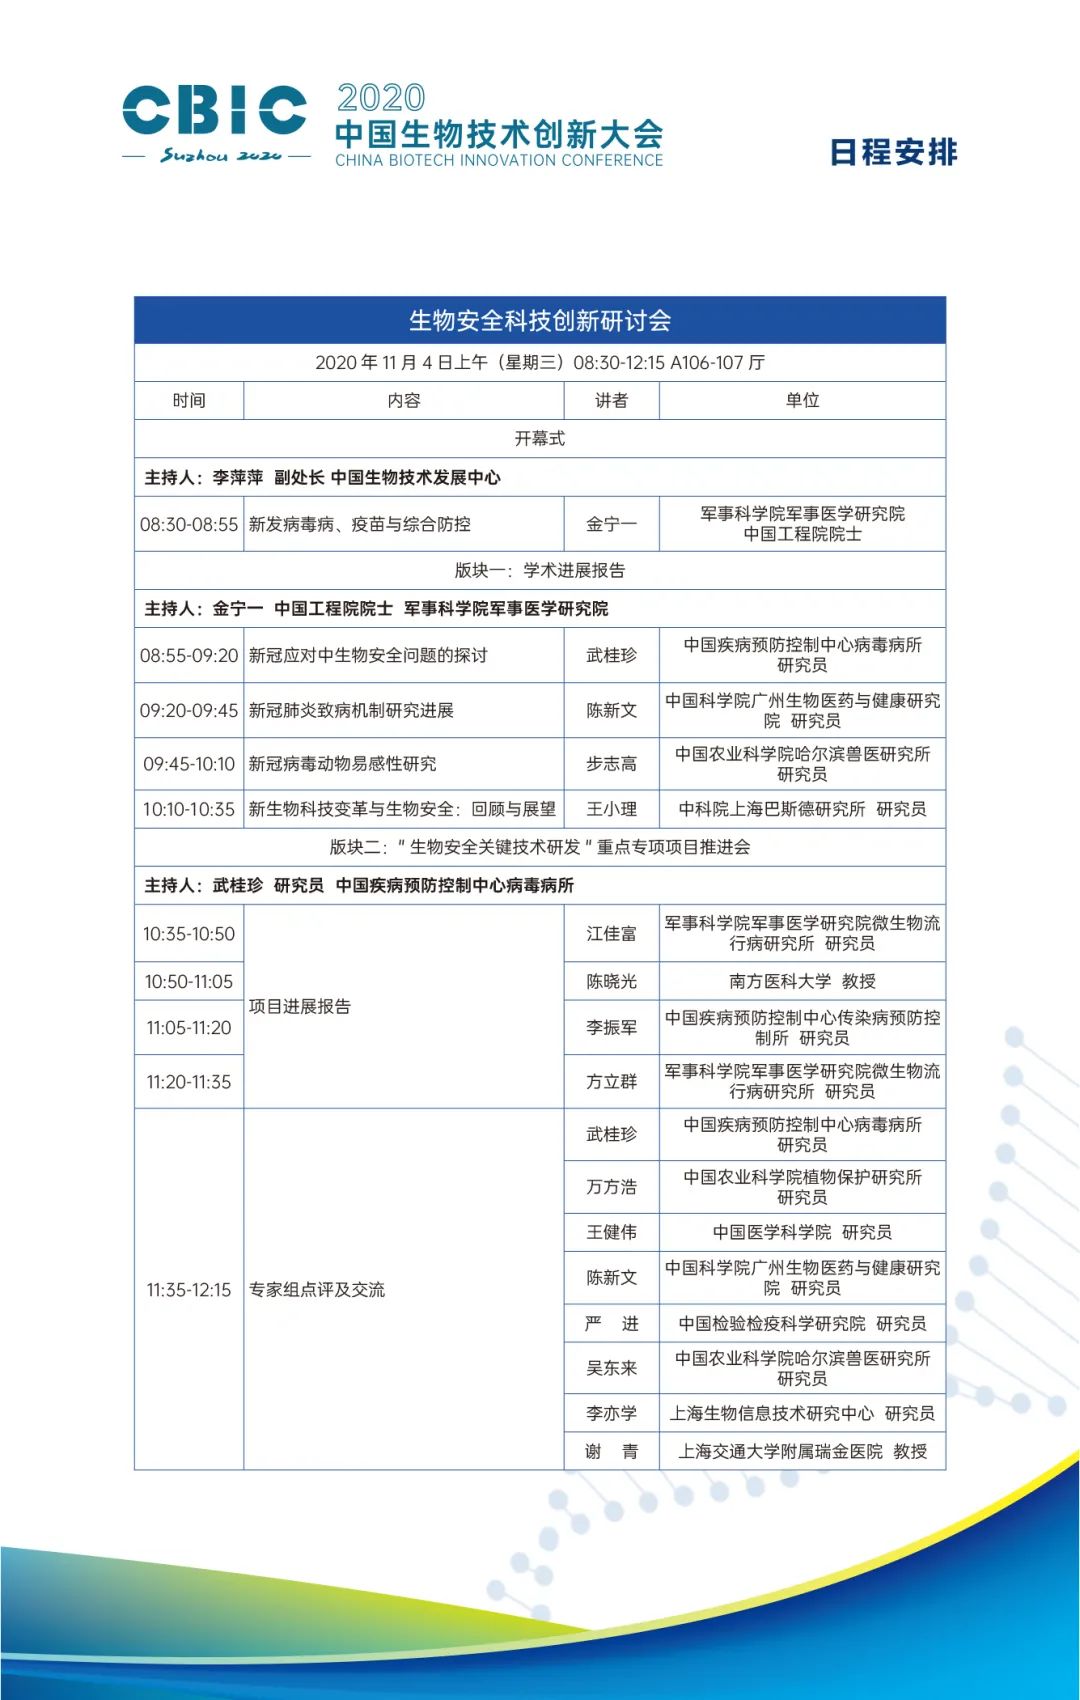 CBIC
Suzhou 2020
2020
中国生物技术创新大会
CHINA BIOTECH INNOVATION CONFERENCE
日程安排
生物安全科技创新研讨会
2020 年 11 月 4 日上午（星期三）08:30-12:15 A106-107 厅
时间 内容 讲者 单位
开幕式
主持人：李萍萍 副处长 中国生物技术发展中心
08:30-08:55 新发病毒病、疫苗与综合防控 金宁一 军事科学院军事医学研究院
中国工程院院士
版块一：学术进展报告
主持人：金宁一 中国工程院院士 军事科学院军事医学研究院
08:55-09:20 新冠应对中生物安全问题的探讨 武桂珍 中国疾病预防控制中心病毒病所
研究员
09:20-09:45 新冠肺炎致病机制研究进展 陈新文 中国科学院广州生物医药与健康研究
院 研究员
09:45-10:10 新冠病毒动物易感性研究 步志高 中国农业科学院哈尔滨兽医研究所
研究员
10:10-10:35 新生物科技变革与生物安全：回顾与展望 王小理 中科院上海巴斯德研究所 研究员
版块二："生物安全关键技术研发"重点专项项目推进会
主持人：武桂珍 研究员 中国疾病预防控制中心病毒病所
10:35-10:50 项目进展报告 江佳富 军事科学院军事医学研究院微生物流
行病研究所 研究员
10:50-11:05 陈晓光 南方医科大学 教授
11:05-11:20 李振军 中国疾病预防控制中心传染病预防控
制所 研究员
11:20-11:35 方立群 军事科学院军事医学研究院微生物流
行病研究所 研究员
11:35-12:15 专家组点评及交流 武桂珍 中国疾病预防控制中心病毒病所
研究员
万方浩 中国农业科学院植物保护研究所
研究员
王健伟 中国医学科学院 研究员
陈新文 中国科学院广州生物医药与健康研究
院 研究员
严 进 中国检验检疫科学研究院 研究员
吴东来 中国农业科学院哈尔滨兽医研究所
研究员
李亦学 上海生物信息技术研究中心 研究员
谢 青 上海交通大学附属瑞金医院 教授